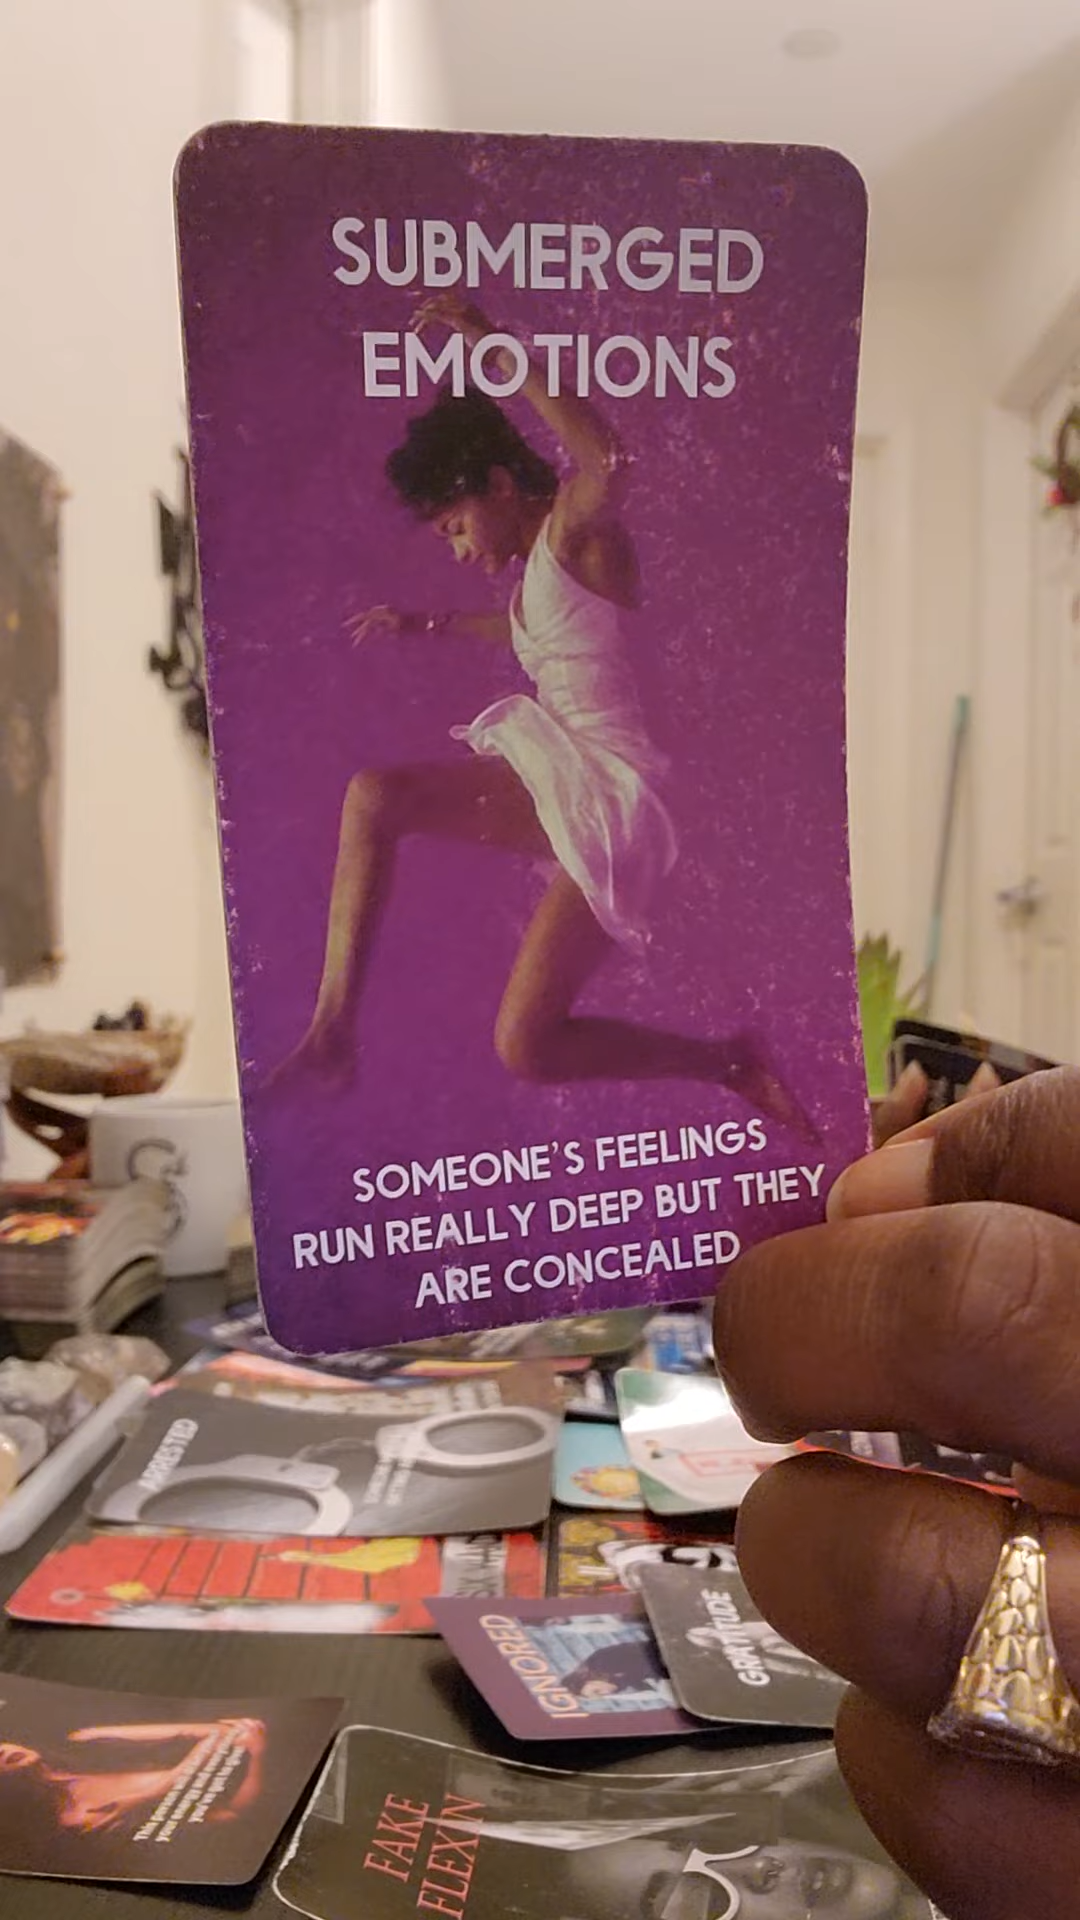 SUBMERGED
EMOTIONS
SOMEONE'S FEELINGS
RUN REALLY DEEP BUT THEY
ARE CONCEALED
ARRESTED
IGNORED
GRATITUDE
FAKE
FLEXIN